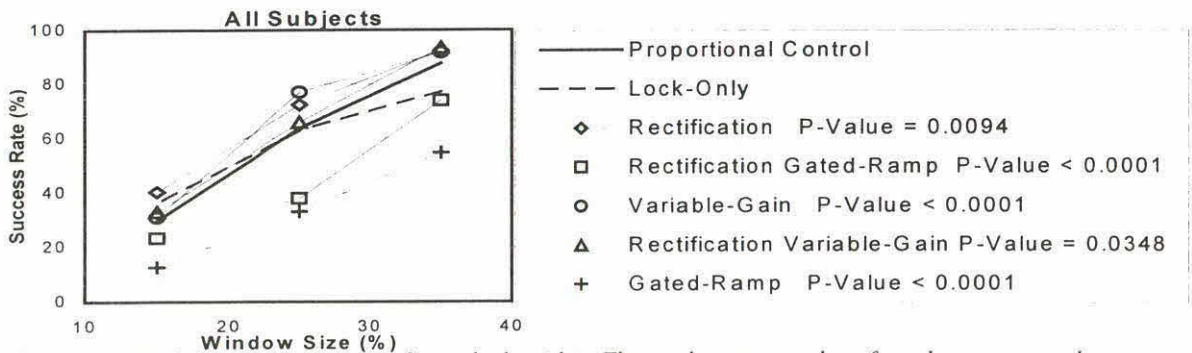 All Subjects
100
80
60
40
20
0
Success Rate (%)
10
20
30
40
Window Size (%)
Proportional Control
Lock-Only
Rectification P-Value = 0.0094
Rectification Gated-Ramp P-Value < 0.0001
Variable-Gain P-Value < 0.0001
Rectification Variable-Gain P-Value = 0.0348
Gated-Ramp P-Value < 0.0001